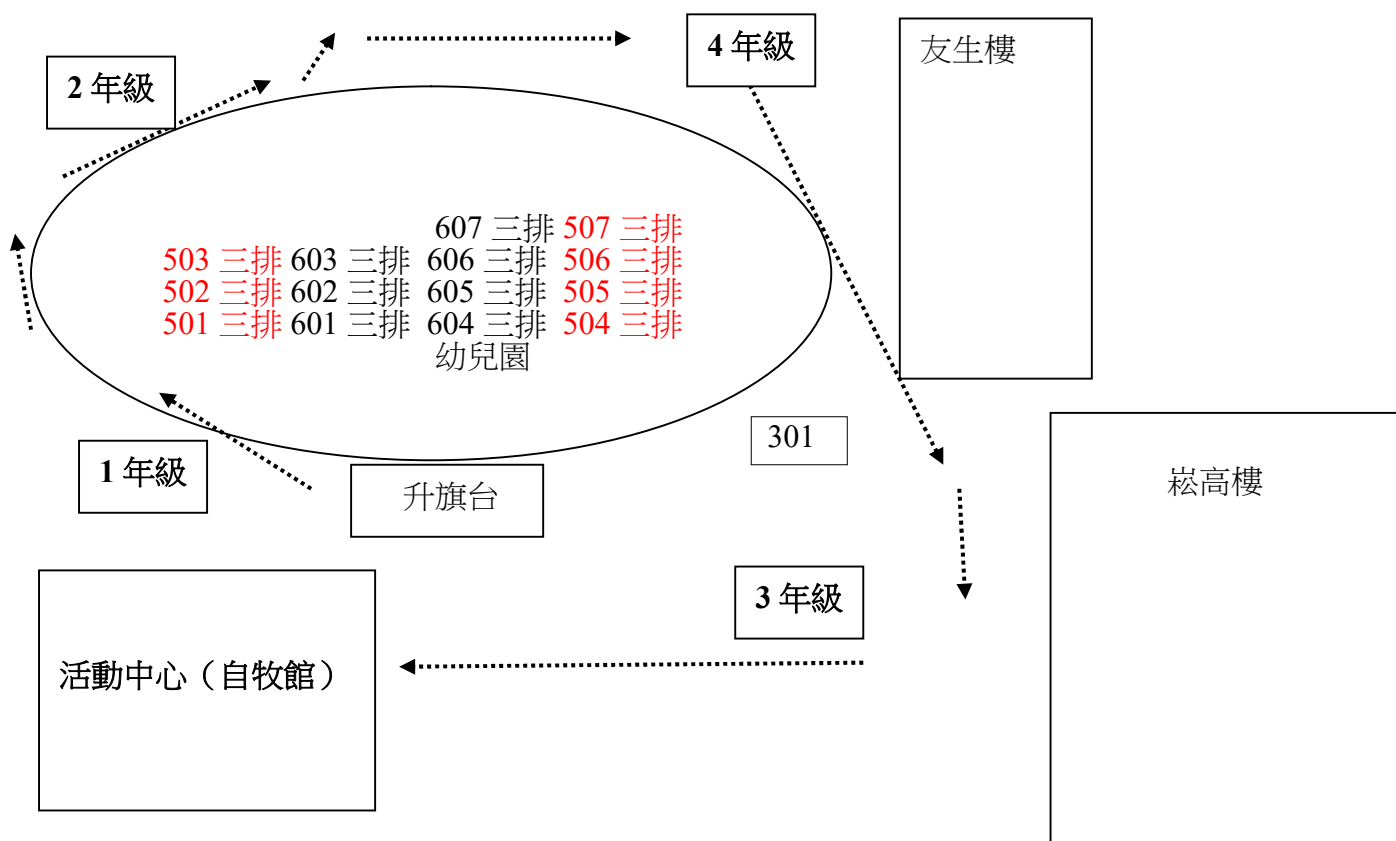 4 年級
友生樓
2 年級
607 三排 507 三排
503 三排 603 三排 606 三排 506 三排
502 三排 602 三排 605 三排 505 三排
501 三排 601 三排 604 三排 504 三排
幼兒園
301
1 年級
升旗台
崧高樓
3 年級
活動中心（自牧館）